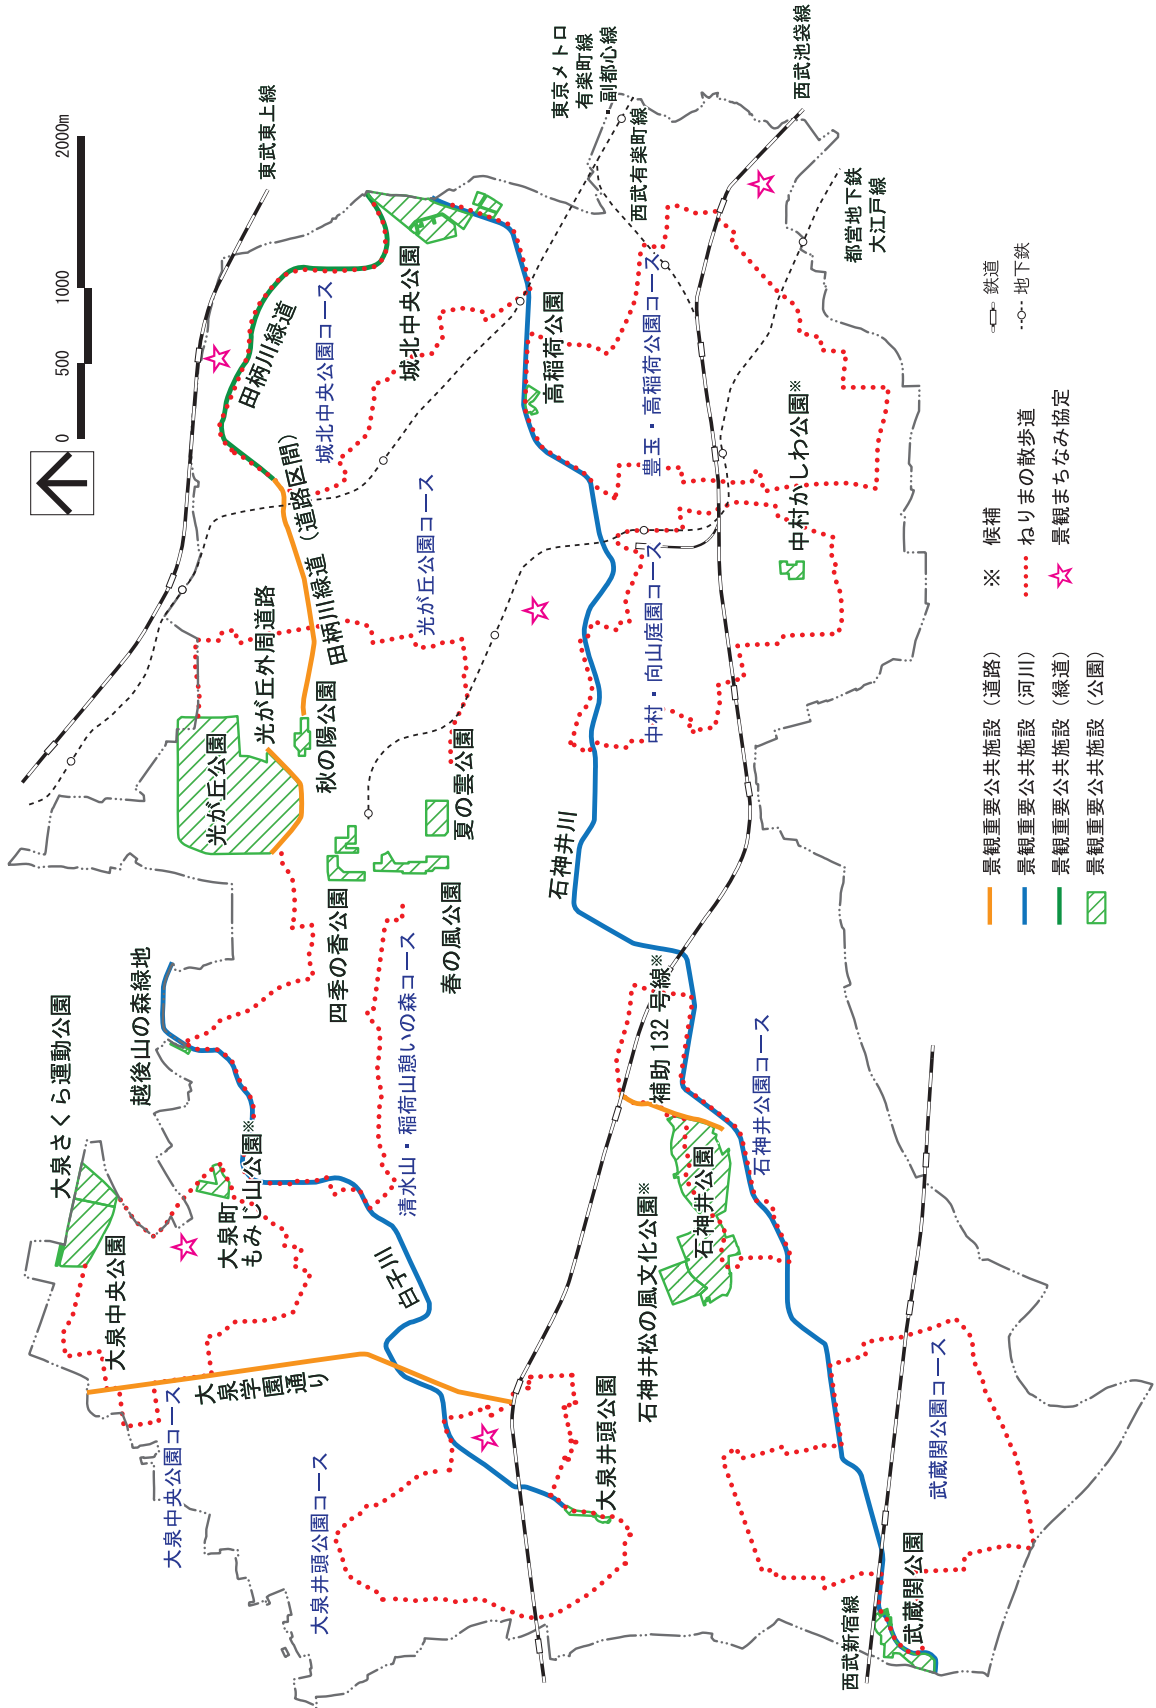 0 500 1000 2000m
東武東上線
東京メトロ
有楽町線
・副都心線
西武有楽町線
西武池袋線
都営地下鉄
大江戸線
田柄川緑道
城北中央公園コース
城北中央公園
高稲荷公園
豊玉・高稲荷公園コース
田柄川緑道（道路区間）
光が丘公園コース
中村かしわ公園※
中村・向山庭園コース
光が丘外周道路
光が丘公園
秋の陽公園
夏の雲公園
四季の香公園
春の風公園
石神井川
越後山の森緑地
大泉さくら運動公園
清水山・稲荷山憩いの森コース
補助132号線※
石神井公園コース
石神井公園
石神井松の風文化公園※
大泉町
もみじ山公園※
大泉中央公園
白子川
大泉学園通り
大泉中央公園コース
大泉井頭公園コース
大泉井頭公園
武蔵関公園コース
武蔵関公園
西武新宿線
景観重要公共施設（道路）
景観重要公共施設（河川）
景観重要公共施設（緑道）
景観重要公共施設（公園）
※ 候補
ねりまの散歩道
景観まちなみ協定
鉄道
地下鉄